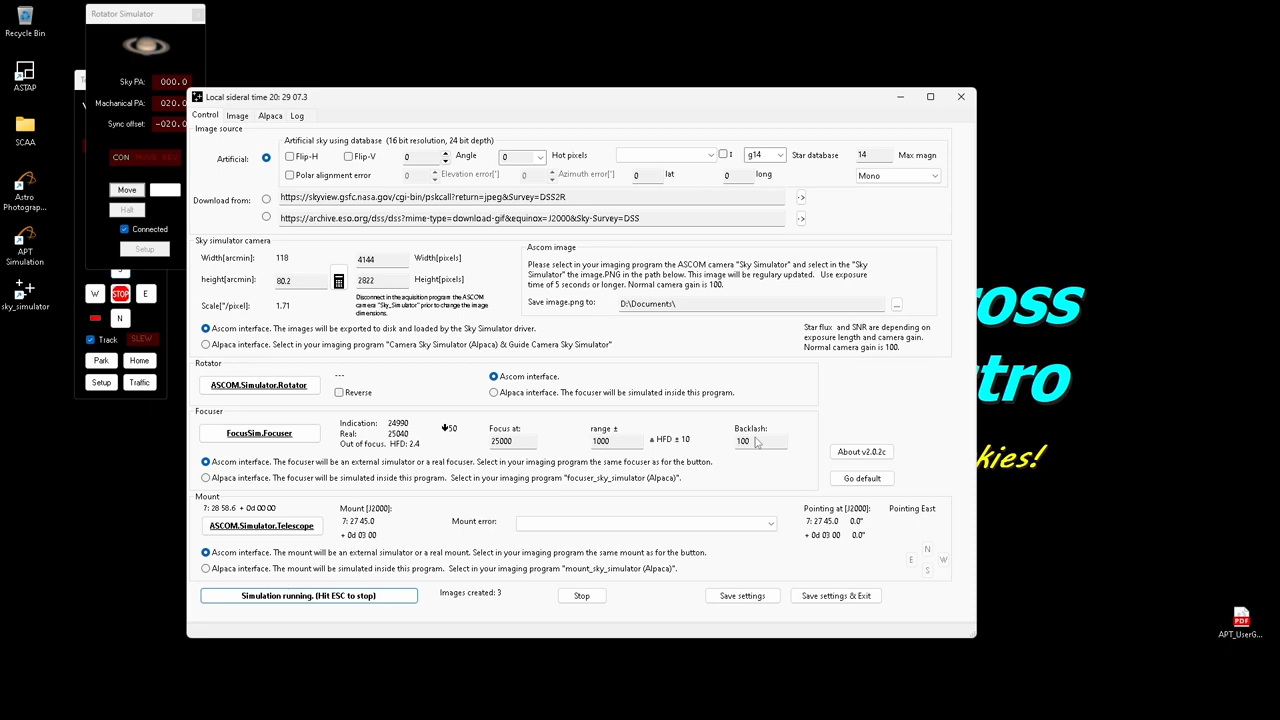 Recycle Bin
ASTAP
SCAA
Astro
Photograp...
APT
Simulation
sky_simulator
Rotator Simulator
Sky PA: 000.0
Machanical PA: 020.0
Sync offset: -020.0
CON
Move
Halt
Connected
Setup
W STOP E
N
Track SLEW
Park Home
Setup Traffic
Local sideral time 20: 29 07.3
Control Image Alpaca Log
Image source
Artificial sky using database (16 bit resolution, 24 bit depth)
Artificial: Flip-H Flip-V 0 Angle 0 Hot pixels I g14 Star database 14 Max magn
Polar alignment error 0 Elevation error['] 0 Azimuth error['] 0 lat 0 long Mono
Download from: https://skyview.gsfc.nasa.gov/cgi-bin/pskcall?return=jpeg&Survey=DSS2R ->
https://archive.eso.org/dss/dss?mime-type=download-gif&equinox=J2000&Sky-Survey=DSS ->
Sky simulator camera
Width[arcmin]: 118 4144 Width[pixels]
height[arcmin]: 80.2 2822 Height[pixels]
Scale["/pixel]: 1.71
Disconnect in the aquisition program the ASCOM
camera "Sky_Simulator" prior to change the image
dimensions.
Ascom image
Please select in your imaging program the ASCOM camera "Sky Simulator" and select in the "Sky
Simulator" the image.PNG in the path below. This image will be regulary updated. Use exposure
time of 5 seconds or longer. Normal camera gain is 100.
Save image.png to: D:\Documents\ ...
Ascom interface. The images will be exported to disk and loaded by the Sky Simulator driver.
Alpaca interface. Select in your imaging program "Camera Sky Simulator (Alpaca) & Guide Camera Sky Simulator"
Star flux and SNR are depending on
exposure length and camera gain.
Normal camera gain is 100.
Rotator
ASCOM.Simulator.Rotator
---
Reverse
Ascom interface.
Alpaca interface. The focuser will be simulated inside this program.
Focuser
FocusSim.Focuser
Indication: 24990
Real: 25040
Out of focus. HFD: 2.4
50
Focus at:
25000
range ±
1000
≙ HFD ± 10
Backlash:
100
Ascom interface. The focuser will be an external simulator or a real focuser. Select in your imaging program the same focuser as for the button.
Alpaca interface. The focuser will be simulated inside this program. Select in your imaging program "focuser_sky_simulator (Alpaca)".
About v2.0.2c
Go default
Mount
7: 28 58.6 + 0d 00 00
ASCOM.Simulator.Telescope
Mount [J2000]:
7: 27 45.0
+ 0d 03 00
Mount error:
Pointing at [J2000]:
7: 27 45.0 0.0"
+ 0d 03 00 0.0"
Pointing East
N
E W
S
Ascom interface. The mount will be an external simulator or a real mount. Select in your imaging program the same mount as for the button.
Alpaca interface. The mount will be simulated inside this program. Select in your imaging program "mount_sky_simulator (Alpaca)".
Simulation running. (Hit ESC to stop)
Images created: 3
Stop
Save settings
Save settings & Exit
oss
tro
kies!
PDF
APT_UserG...